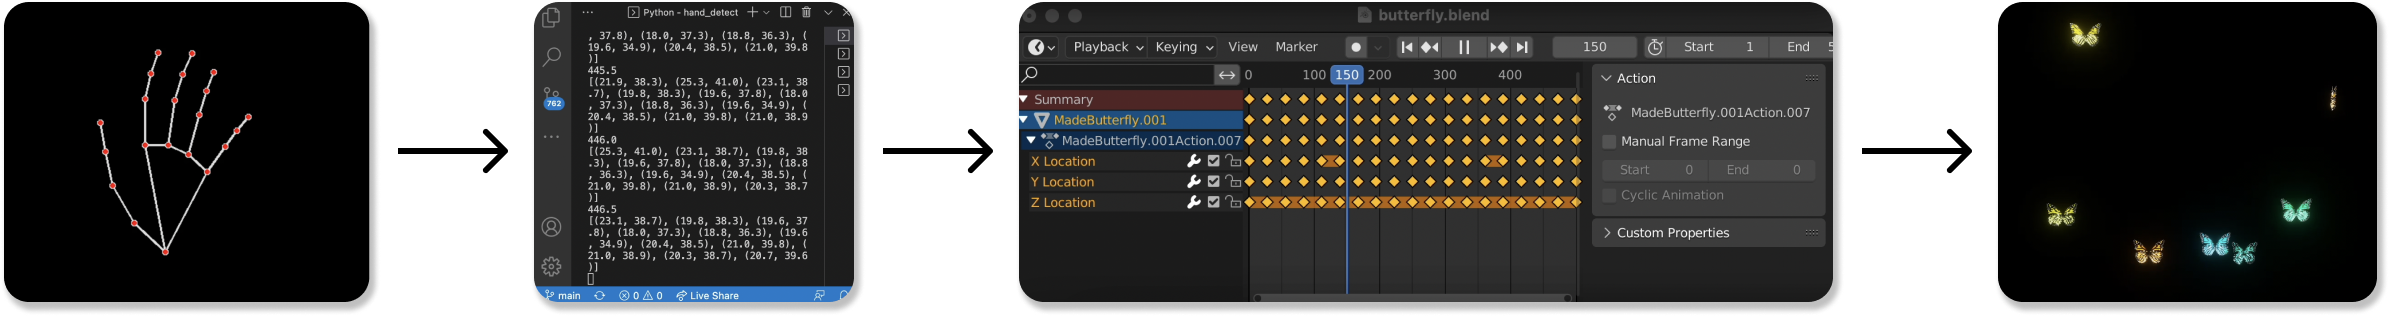 Python - hand_detect
, 37.8), (18.0, 37.3), (18.8, 36.3), (
19.6, 34.9), (20.4, 38.5), (21.0, 39.8
)]
445.5
[(21.9, 38.3), (25.3, 41.0), (23.1, 38
.7), (19.8, 38.3), (19.6, 37.8), (18.0
, 37.3), (18.8, 36.3), (19.6, 34.9), (
20.4, 38.5), (21.0, 39.8), (21.0, 38.9
)]
446.0
[(25.3, 41.0), (23.1, 38.7), (19.8, 38
.3), (19.6, 37.8), (18.0, 37.3), (18.8
, 36.3), (19.6, 34.9), (20.4, 38.5), (
21.0, 39.8), (21.0, 38.9), (20.3, 38.7
)]
446.5
[(23.1, 38.7), (19.8, 38.3), (19.6, 37
.8), (18.0, 37.3), (18.8, 36.3), (19.6
, 34.9), (20.4, 38.5), (21.0, 39.8), (
21.0, 38.9), (20.3, 38.7), (20.7, 39.6
)]
762
main 0 0 Live Share
butterfly.blend
Playback Keying View Marker 150 Start 1 End 5
0 100 150 200 300 400
Summary
MadeButterfly.001
MadeButterfly.001Action.007
X Location
Y Location
Z Location
Action
MadeButterfly.001Action.007
Manual Frame Range
Start 0 End 0
Cyclic Animation
Custom Properties